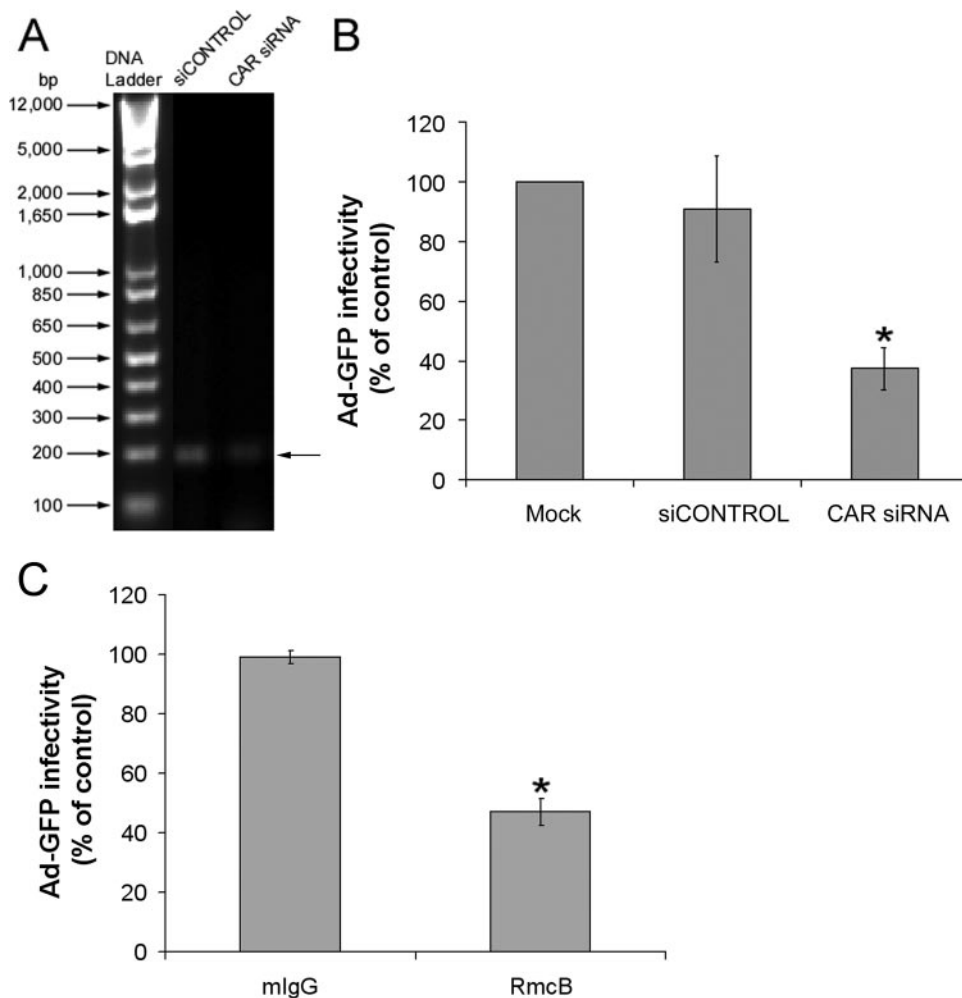 A
DNA
Ladder
siCONTROL
CAR siRNA
bp
12,000
5,000
2,000
1,650
1,000
850
650
500
400
300
200
100
B
Ad-GFP infectivity
(% of control)
120
100
80
60
40
20
0
*
Mock
siCONTROL
CAR siRNA
C
Ad-GFP infectivity
(% of control)
120
100
80
60
40
20
0
*
mIgG
RmcB